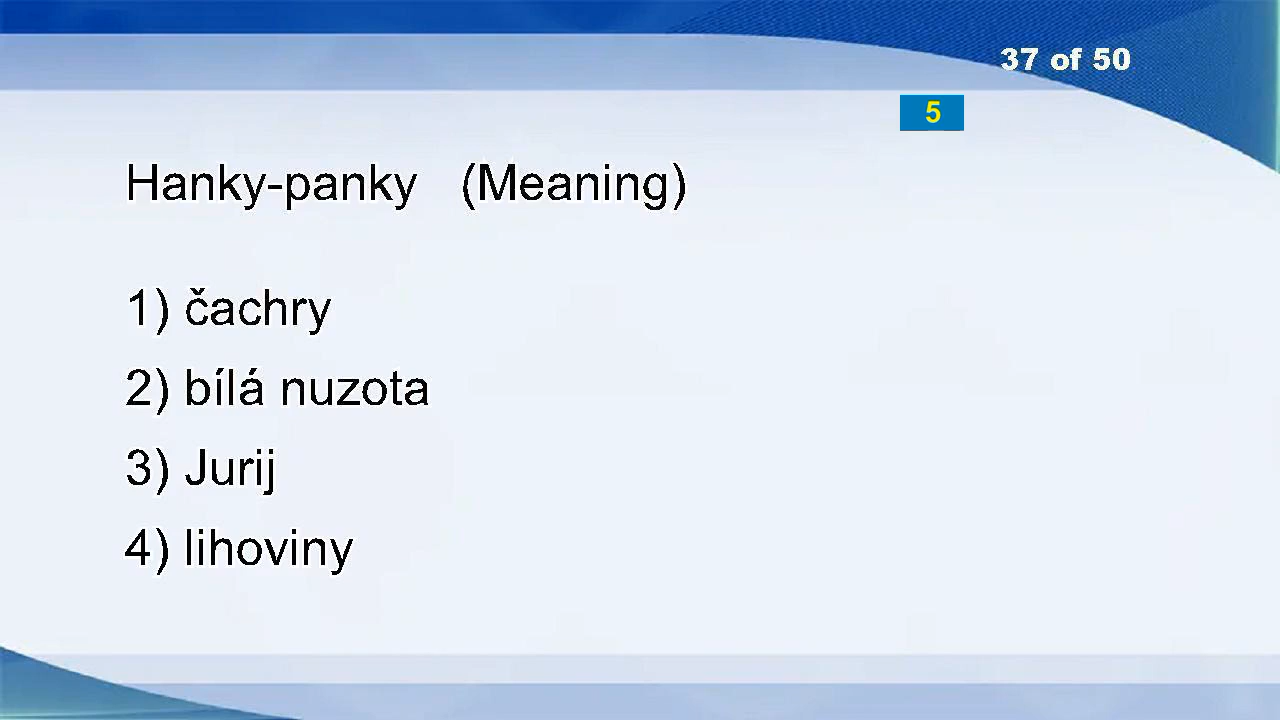 37 of 50
5
Hanky-panky (Meaning)
1) čachry
2) bílá nuzota
3) Jurij
4) lihoviny